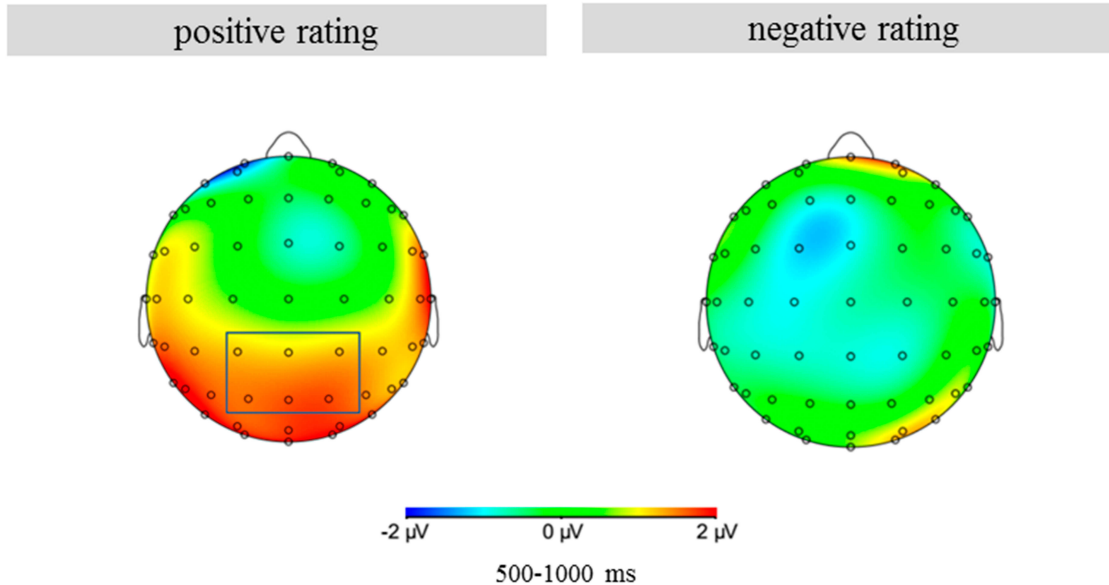 positive rating
negative rating
-2 µV 0 µV 2 µV
500-1000 ms